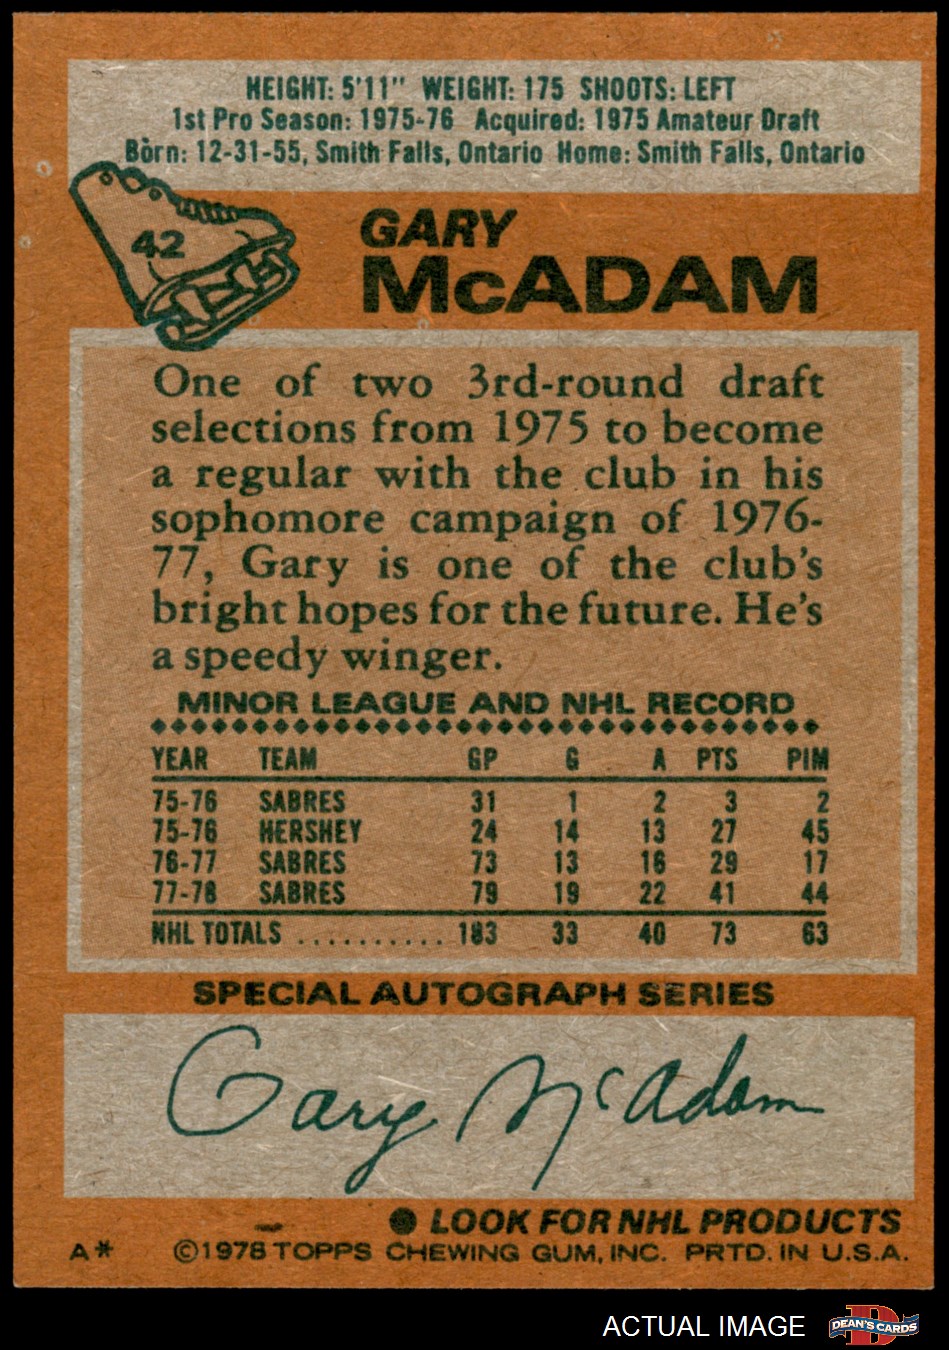 HEIGHT: 5'11" WEIGHT: 175 SHOOTS: LEFT
1st Pro Season: 1975-76 Acquired: 1975 Amateur Draft
Born: 12-31-55, Smith Falls, Ontario Home: Smith Falls, Ontario
42
GARY
McADAM
One of two 3rd-round draft
selections from 1975 to become
a regular with the club in his
sophomore campaign of 1976-
77, Gary is one of the club's
bright hopes for the future. He's
a speedy winger.
MINOR LEAGUE AND NHL RECORD
YEAR TEAM GP G A PTS PIM
75-76 SABRES 31 1 2 3 2
75-76 HERSHEY 24 14 13 27 45
76-77 SABRES 73 13 16 29 17
77-78 SABRES 79 19 22 41 44
NHL TOTALS .......... 183 33 40 73 63
SPECIAL AUTOGRAPH SERIES
Gary McAdam
● LOOK FOR NHL PRODUCTS
A* ©1978 TOPPS CHEWING GUM, INC. PRTD. IN U.S.A.
ACTUAL IMAGE
D
DEAN'S CARDS